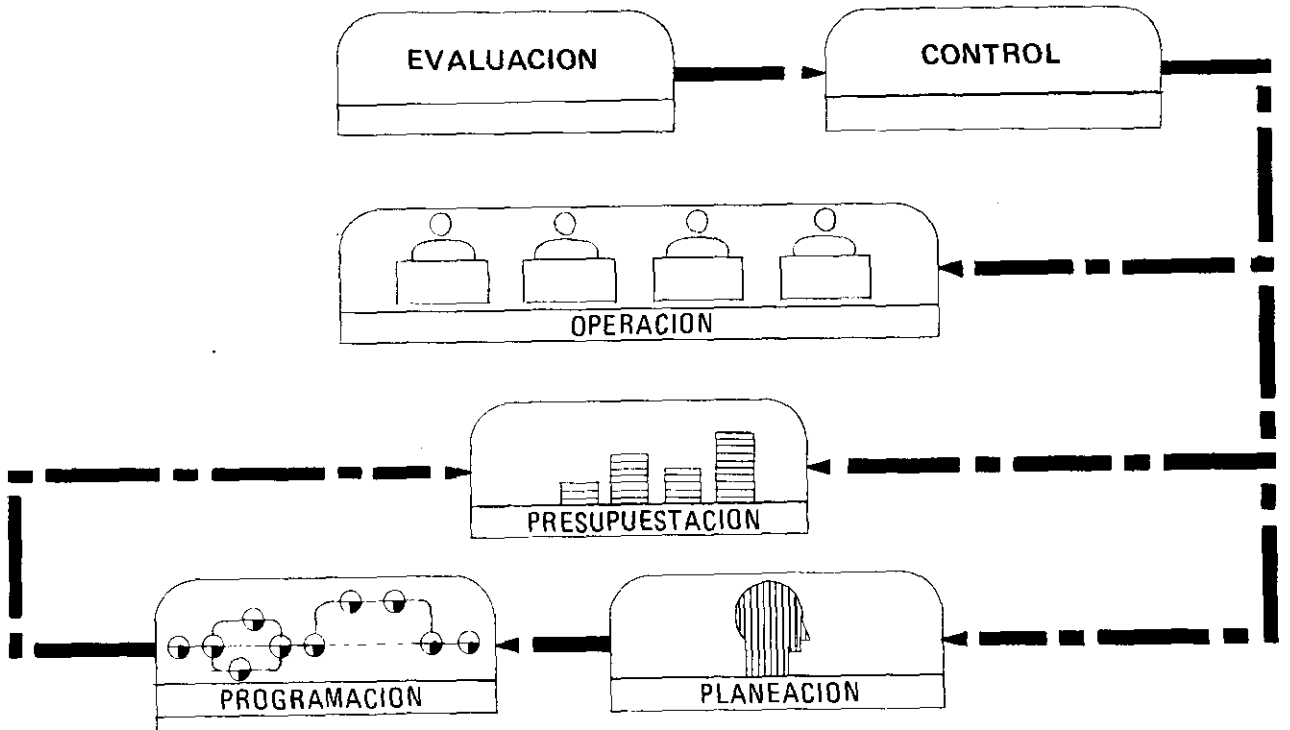 EVALUACION
CONTROL
OPERACION
PRESUPUESTACION
PROGRAMACION
PLANEACION